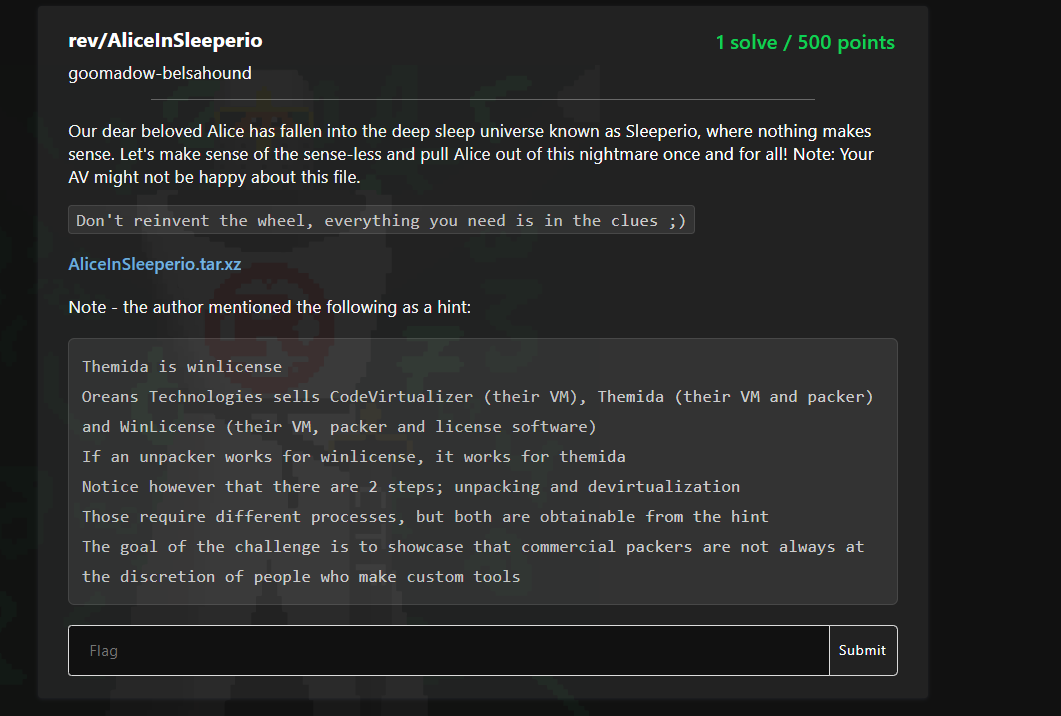 rev/AliceInSleeperio
1 solve / 500 points
goomadow-belsahound
Our dear beloved Alice has fallen into the deep sleep universe known as Sleeperio, where nothing makes
sense. Let's make sense of the sense-less and pull Alice out of this nightmare once and for all! Note: Your
AV might not be happy about this file.
Don't reinvent the wheel, everything you need is in the clues ;)
AliceInSleeperio.tar.xz
Note - the author mentioned the following as a hint:
Themida is winlicense
Oreans Technologies sells CodeVirtualizer (their VM), Themida (their VM and packer)
and WinLicense (their VM, packer and license software)
If an unpacker works for winlicense, it works for themida
Notice however that there are 2 steps; unpacking and devirtualization
Those require different processes, but both are obtainable from the hint
The goal of the challenge is to showcase that commercial packers are not always at
the discretion of people who make custom tools
Flag
Submit